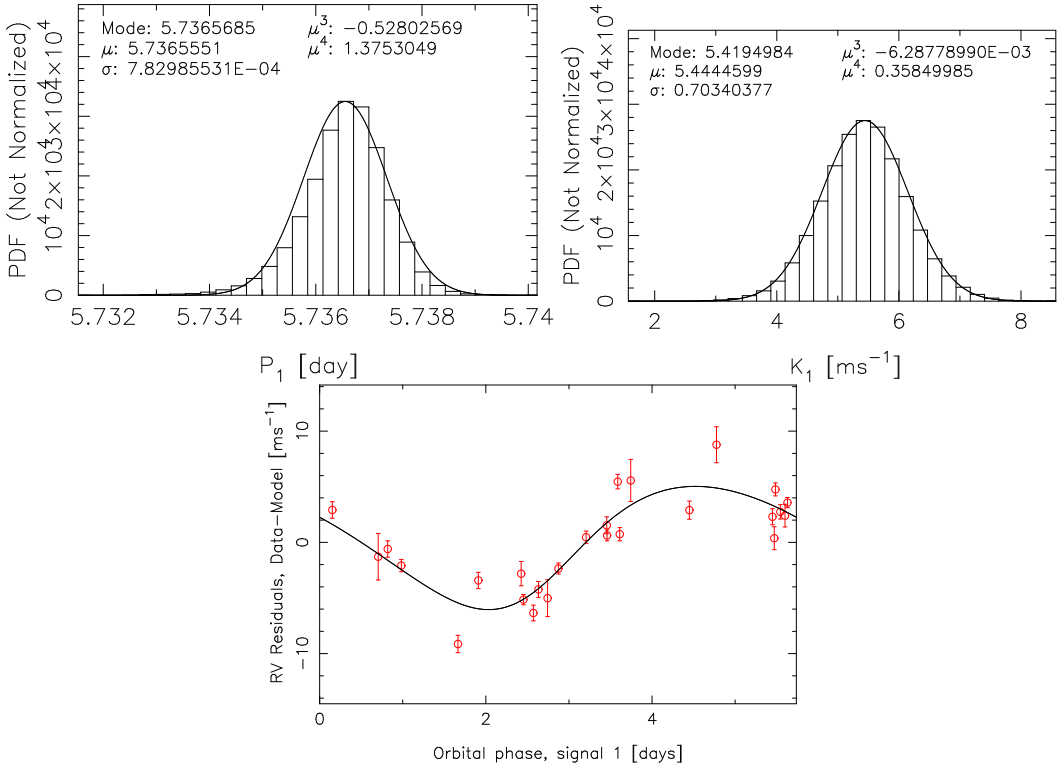 Mode: 5.7365685 μ³: -0.52802569
μ: 5.7365551 μ⁴: 1.3753049
σ: 7.82985531E-04
PDF (Not Normalized)
0 10⁴ 2×10⁴ 3×10⁴ 4×10⁴
5.732 5.734 5.736 5.738 5.74
P₁ [day]
Mode: 5.4194984 μ³: -6.28778990E-03
μ: 5.4444599 μ⁴: 0.35849985
σ: 0.70340377
PDF (Not Normalized)
0 10⁴ 2×10⁴ 3×10⁴ 4×10⁴
2 4 6 8
K₁ [ms⁻¹]
RV Residuals, Data-Model [ms⁻¹]
-10 0 10
0 2 4
Orbital phase, signal 1 [days]